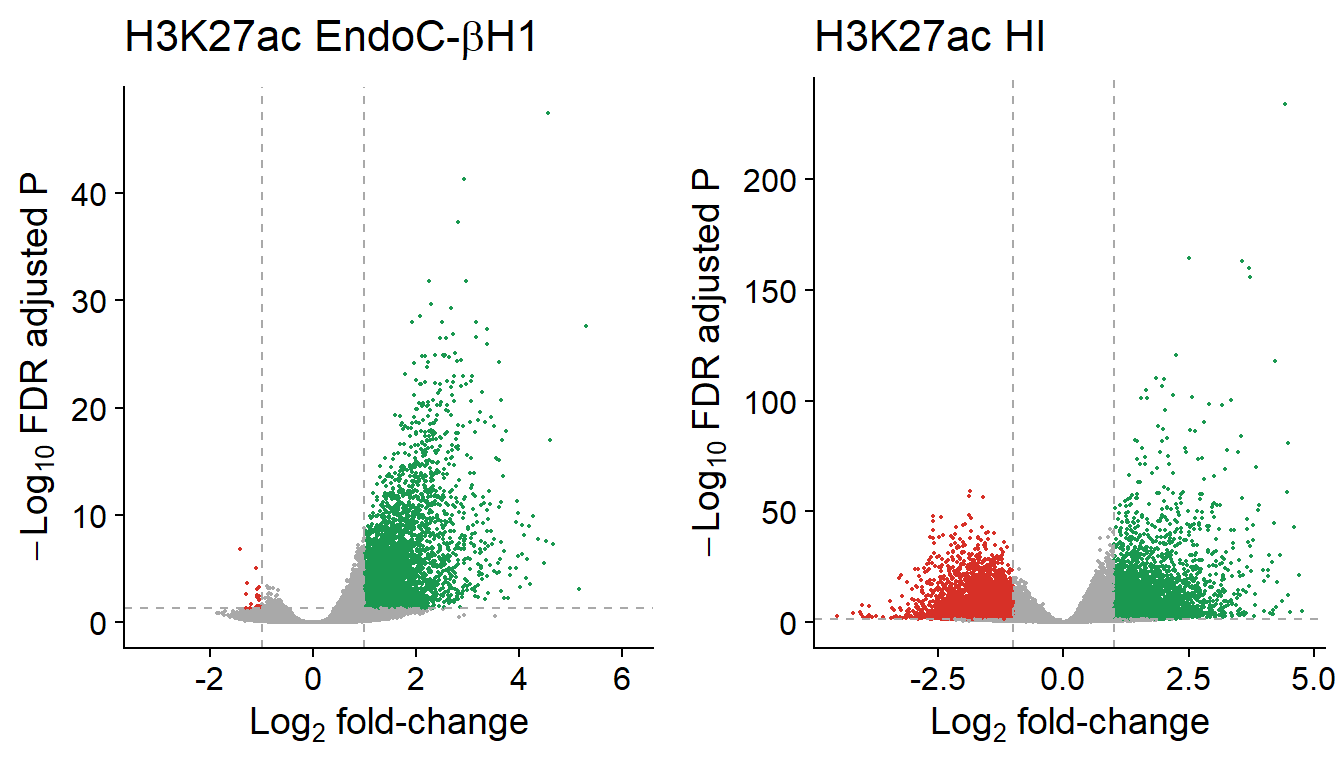 H3K27ac EndoC-βH1
−Log₁₀ FDR adjusted P
40
30
20
10
0
-2 0 2 4 6
Log₂ fold-change
H3K27ac HI
−Log₁₀ FDR adjusted P
200
150
100
50
0
-2.5 0.0 2.5 5.0
Log₂ fold-change